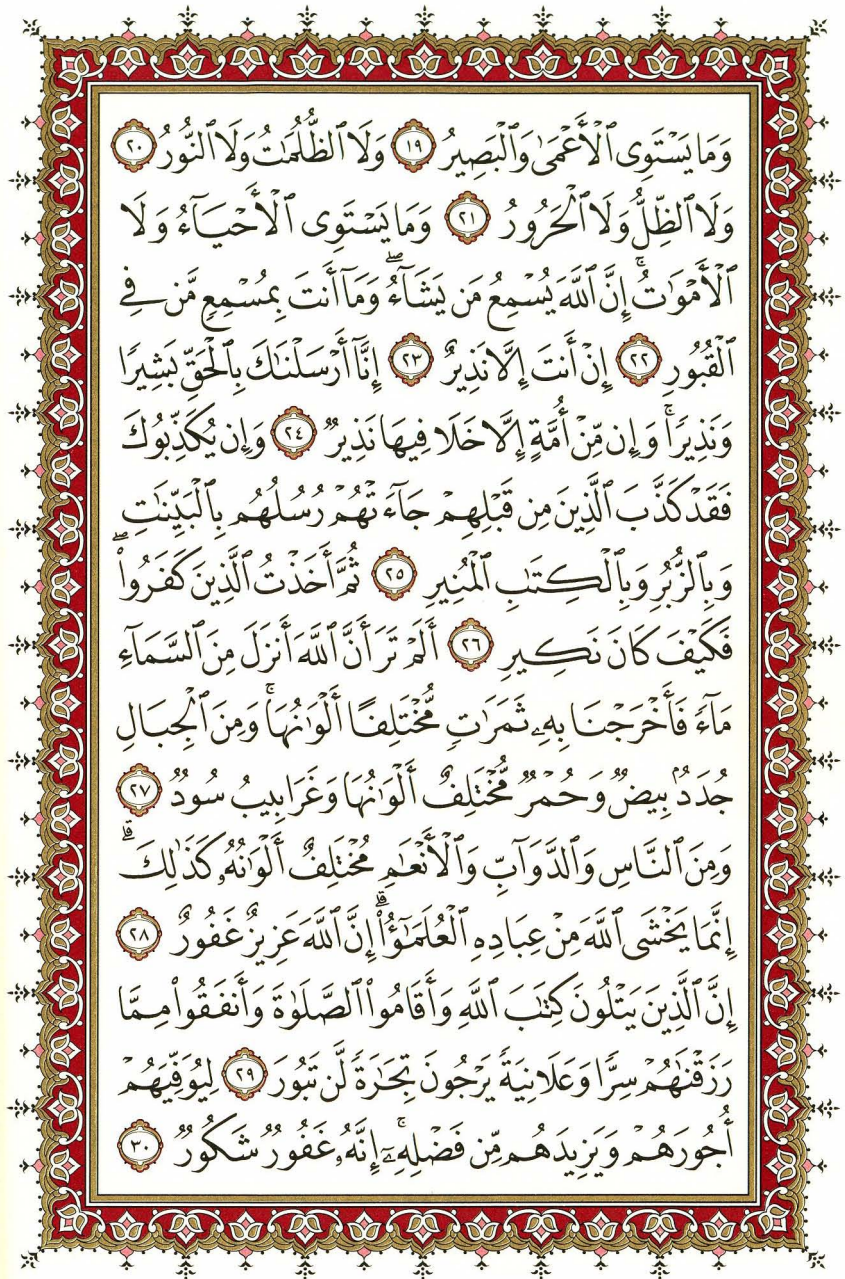 وَمَا يَسْتَوِى ٱلْأَعْمَىٰ وَٱلْبَصِيرُ ١٩ وَلَا ٱلظُّلُمَٰتُ وَلَا ٱلنُّورُ ٢٠
وَلَا ٱلظِّلُّ وَلَا ٱلْحَرُورُ ٢١ وَمَا يَسْتَوِى ٱلْأَحْيَآءُ وَلَا
ٱلْأَمْوَٰتُ ۚ إِنَّ ٱللَّهَ يُسْمِعُ مَن يَشَآءُ ۖ وَمَآ أَنتَ بِمُسْمِعٍ مَّن فِى
ٱلْقُبُورِ ٢٢ إِنْ أَنتَ إِلَّا نَذِيرٌ ٢٣ إِنَّآ أَرْسَلْنَٰكَ بِٱلْحَقِّ بَشِيرًا
وَنَذِيرًا ۚ وَإِن مِّنْ أُمَّةٍ إِلَّا خَلَا فِيهَا نَذِيرٌ ٢٤ وَإِن يُكَذِّبُوكَ
فَقَدْ كَذَّبَ ٱلَّذِينَ مِن قَبْلِهِمْ جَآءَتْهُمْ رُسُلُهُم بِٱلْبَيِّنَٰتِ
وَبِٱلزُّبُرِ وَبِٱلْكِتَٰبِ ٱلْمُنِيرِ ٢٥ ثُمَّ أَخَذْتُ ٱلَّذِينَ كَفَرُوا۟ ۖ
فَكَيْفَ كَانَ نَكِيرِ ٢٦ أَلَمْ تَرَ أَنَّ ٱللَّهَ أَنزَلَ مِنَ ٱلسَّمَآءِ
مَآءً فَأَخْرَجْنَا بِهِۦ ثَمَرَٰتٍ مُّخْتَلِفًا أَلْوَٰنُهَا ۚ وَمِنَ ٱلْجِبَالِ
جُدَدٌۢ بِيضٌ وَحُمْرٌ مُّخْتَلِفٌ أَلْوَٰنُهَا وَغَرَابِيبُ سُودٌ ٢٧
وَمِنَ ٱلنَّاسِ وَٱلدَّوَآبِّ وَٱلْأَنْعَٰمِ مُخْتَلِفٌ أَلْوَٰنُهُۥ كَذَٰلِكَ ۗ
إِنَّمَا يَخْشَى ٱللَّهَ مِنْ عِبَادِهِ ٱلْعُلَمَٰٓؤُا۟ ۗ إِنَّ ٱللَّهَ عَزِيزٌ غَفُورٌ ٢٨
إِنَّ ٱلَّذِينَ يَتْلُونَ كِتَٰبَ ٱللَّهِ وَأَقَامُوا۟ ٱلصَّلَوٰةَ وَأَنفَقُوا۟ مِمَّا
رَزَقْنَٰهُمْ سِرًّا وَعَلَانِيَةً يَرْجُونَ تِجَٰرَةً لَّن تَبُورَ ٢٩ لِيُوَفِّيَهُمْ
أُجُورَهُمْ وَيَزِيدَهُم مِّن فَضْلِهِۦٓ ۚ إِنَّهُۥ غَفُورٌ شَكُورٌ ٣٠